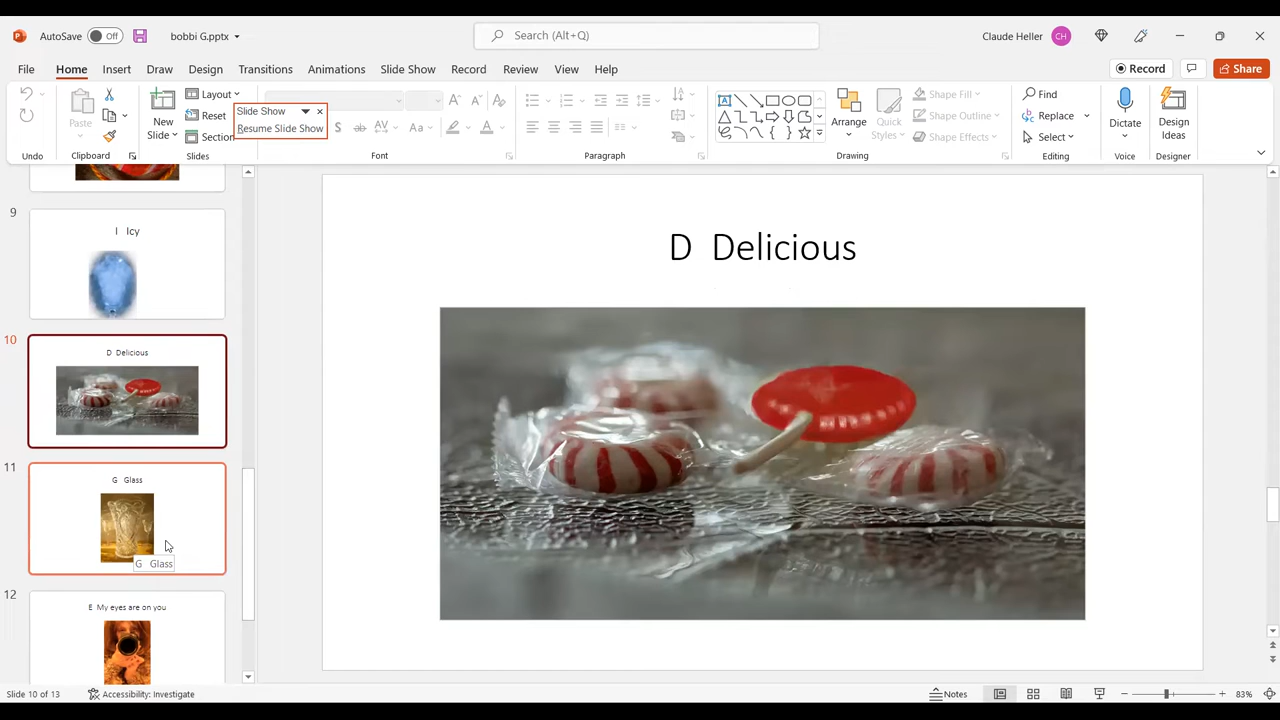 AutoSave Off bobbi G.pptx Search (Alt+Q) Claude Heller CH
File Home Insert Draw Design Transitions Animations Slide Show Record Review View Help Record Share
Paste New Slide Layout Reset Section
Slide Show
Resume Slide Show
Arrange Quick Styles Shape Fill Shape Outline Shape Effects
Find Replace Select
Dictate Design Ideas
Undo Clipboard Slides Font Paragraph Drawing Editing Voice Designer
9
I Icy
10
D Delicious
11
G Glass
G Glass
12
E My eyes are on you
D Delicious
Slide 10 of 13 Accessibility: Investigate Notes 83%